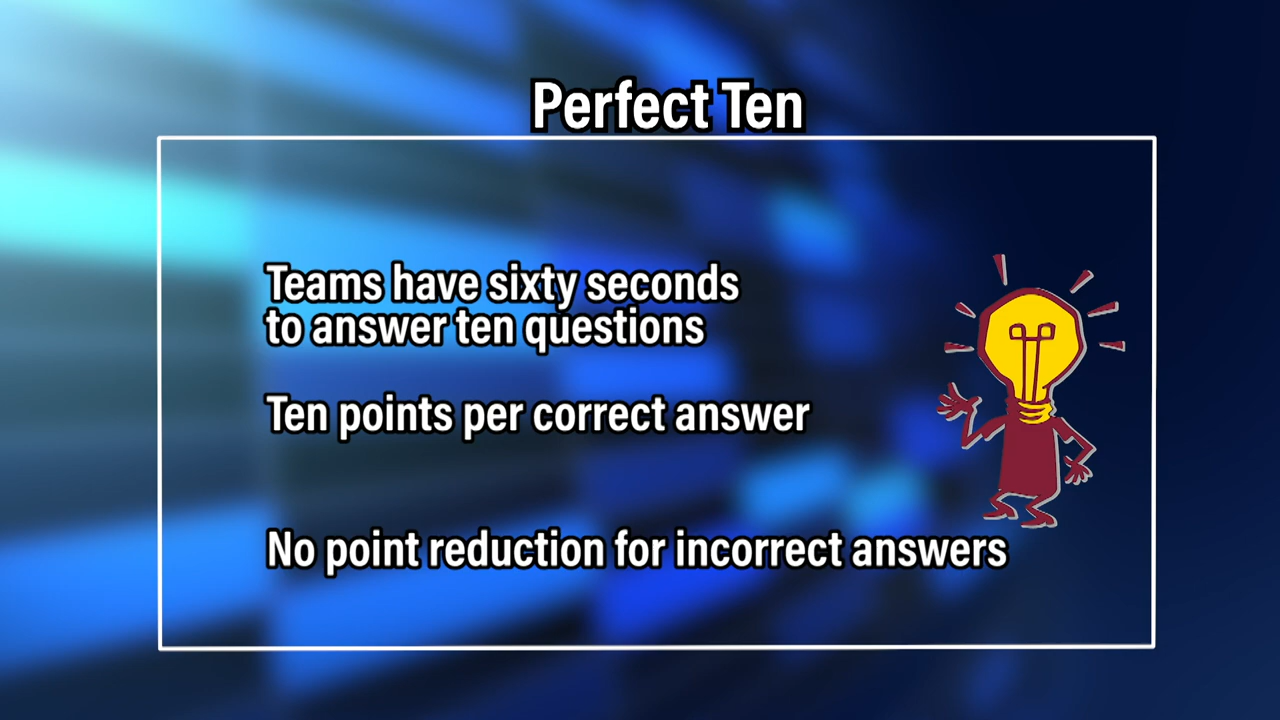 Perfect Ten
Teams have sixty seconds
to answer ten questions
Ten points per correct answer
No point reduction for incorrect answers